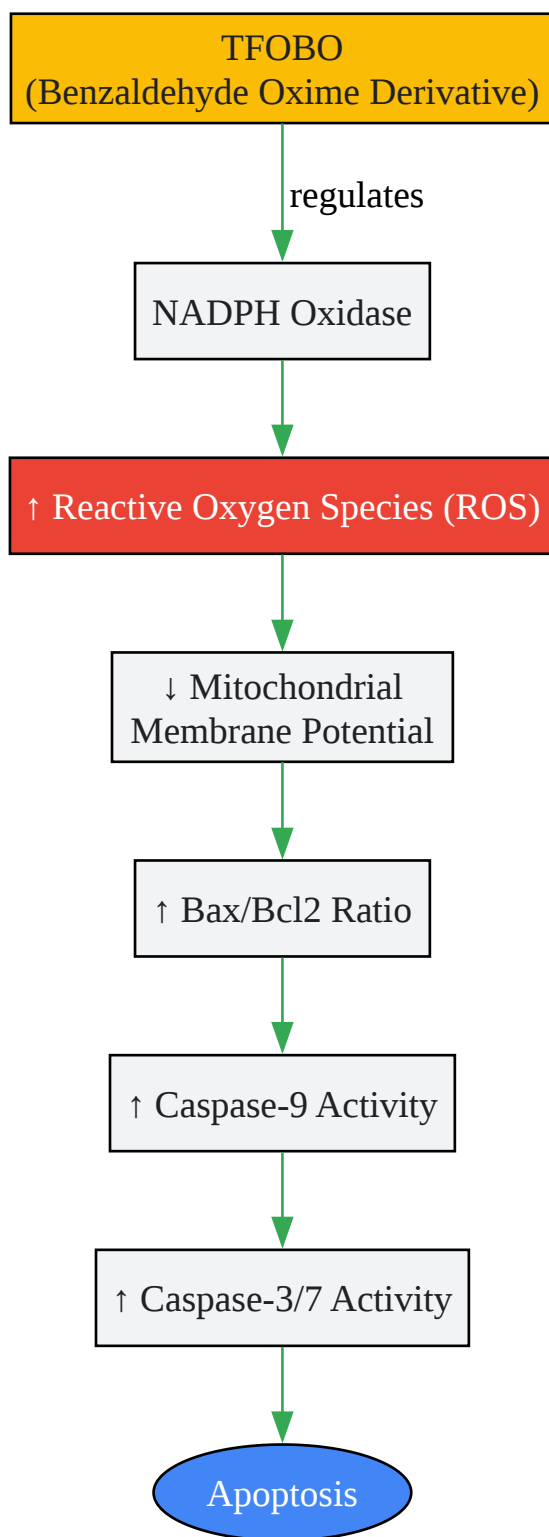 TFOBO
(Benzaldehyde Oxime Derivative)
regulates
NADPH Oxidase
↑ Reactive Oxygen Species (ROS)
↓ Mitochondrial
Membrane Potential
↑ Bax/Bcl2 Ratio
↑ Caspase-9 Activity
↑ Caspase-3/7 Activity
Apoptosis